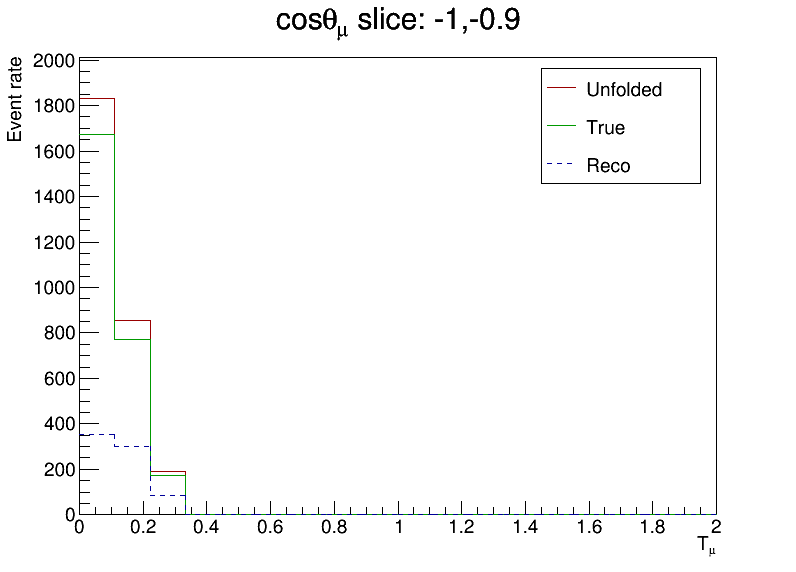 cosθμ slice: -1,-0.9
Event rate
2000
1800
1600
1400
1200
1000
800
600
400
200
0
Unfolded
True
Reco
0 0.2 0.4 0.6 0.8 1 1.2 1.4 1.6 1.8 2
Tμ